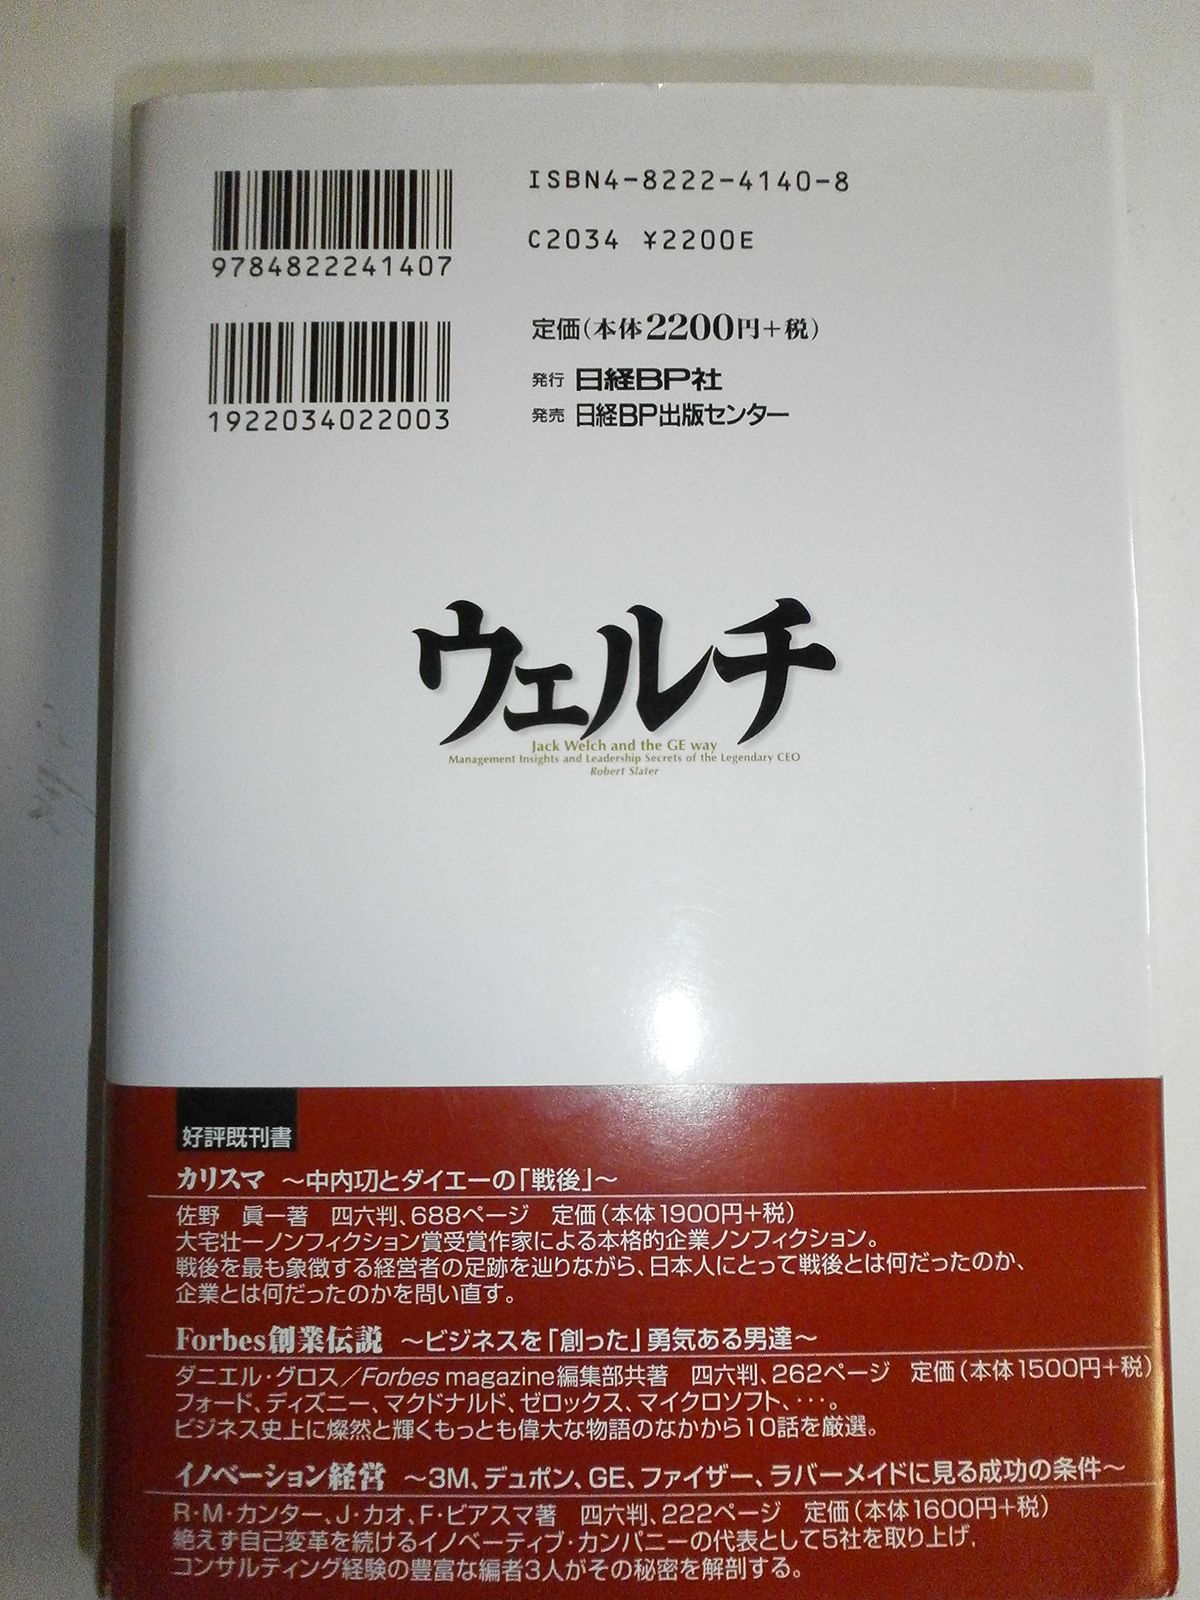 ISBN4-8222-4140-8
9784822241407
C2034 ¥2200E
定価(本体2200円+税)
発行 日経BP社
1922034022003
発売 日経BP出版センター
ウェルチ
Jack Welch and the GE way
Management Insights and Leadership Secrets of the Legendary CEO
Robert Slater
好評既刊書
カリスマ ～中内㓛とダイエーの「戦後」～
佐野 眞一著 四六判、688ページ 定価(本体1900円+税)
大宅壮一ノンフィクション賞受賞作家による本格的企業ノンフィクション。
戦後を最も象徴する経営者の足跡を辿りながら、日本人にとって戦後とは何だったのか、
企業とは何だったのかを問い直す。
Forbes創業伝説 ～ビジネスを「創った」勇気ある男達～
ダニエル・グロス/Forbes magazine編集部共著 四六判、262ページ 定価(本体1500円+税)
フォード、ディズニー、マクドナルド、ゼロックス、マイクロソフト、・・・。
ビジネス史上に燦然と輝くもっとも偉大な物語のなかから10話を厳選。
イノベーション経営 ～3M、デュポン、GE、ファイザー、ラバーメイドに見る成功の条件～
R・M・カンター、J・カオ、F・ビアスマ著 四六判、222ページ 定価(本体1600円+税)
絶えず自己変革を続けるイノベーティブ・カンパニーの代表として5社を取り上げ,
コンサルティング経験の豊富な編者3人がその秘密を解剖する。